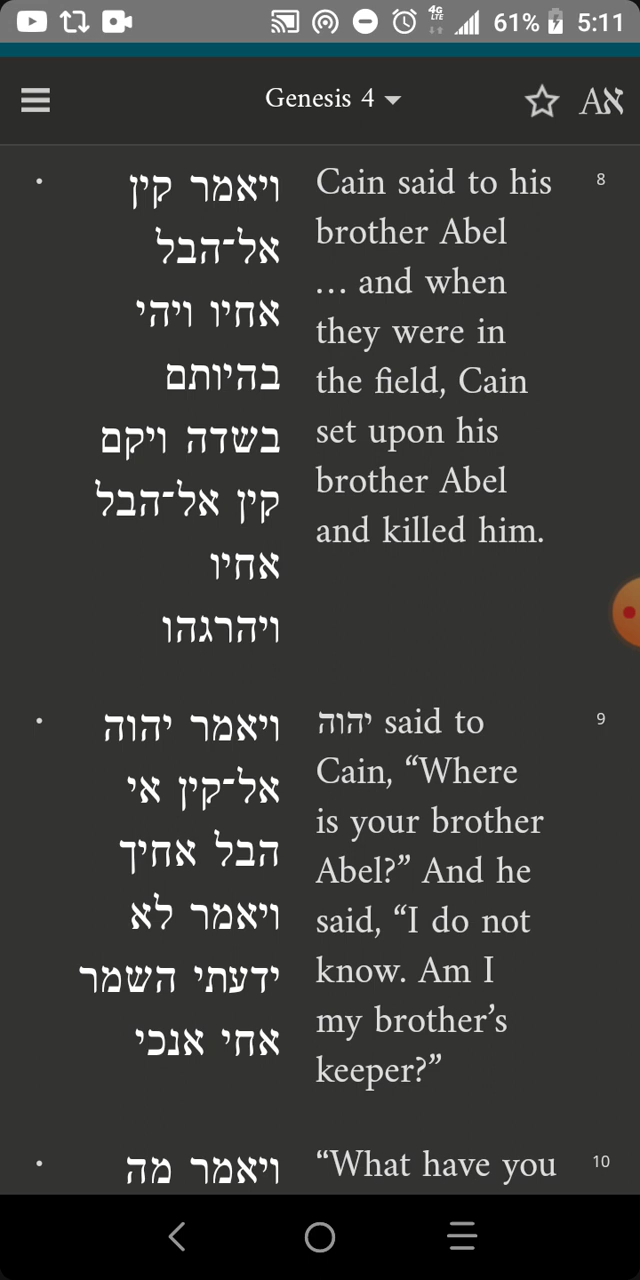 4G
LTE
61%
5:11
Genesis 4
Aא
ויאמר קין
אל־הבל
אחיו ויהי
בהיותם
בשדה ויקם
קין אל־הבל
אחיו
ויהרגהו
Cain said to his
brother Abel
… and when
they were in
the field, Cain
set upon his
brother Abel
and killed him.
8
ויאמר יהוה
אל־קין אי
הבל אחיך
ויאמר לא
ידעתי השמר
אחי אנכי
יהוה said to
Cain, “Where
is your brother
Abel?” And he
said, “I do not
know. Am I
my brother’s
keeper?”
9
ויאמר מה
“What have you
10